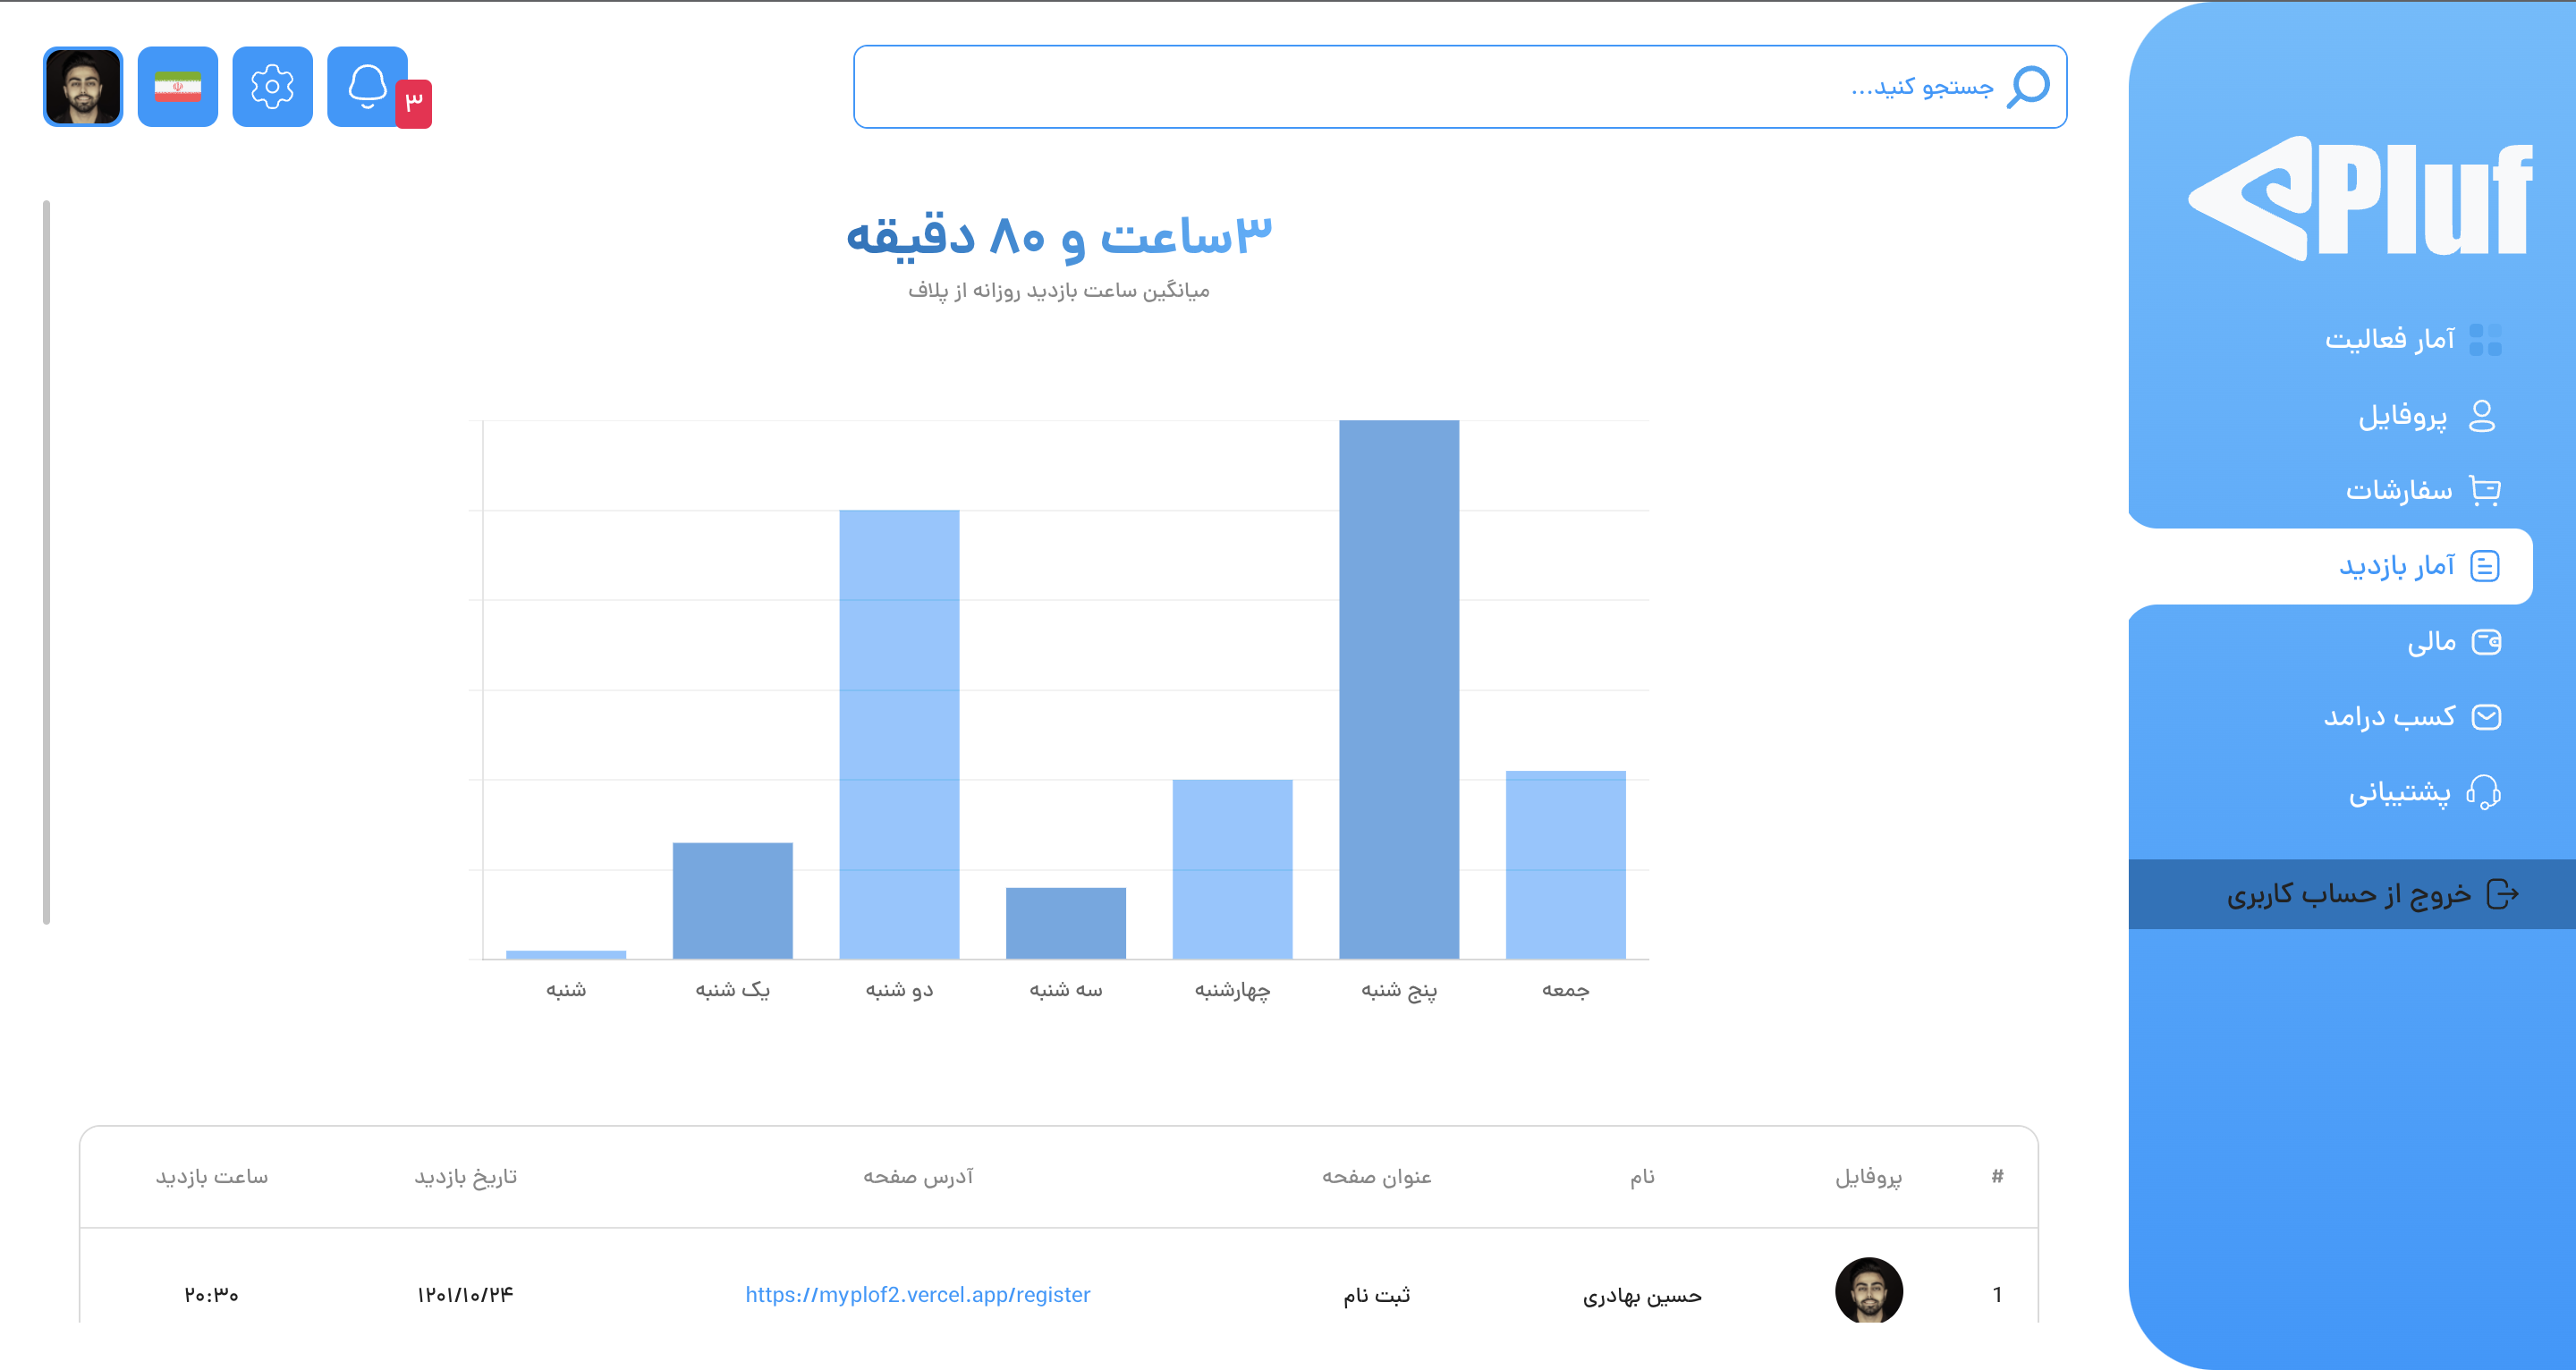 Pluf
آمار فعالیت
پروفایل
سفارشات
آمار بازدید
مالی
کسب درامد
پشتیبانی
خروج از حساب کاربری
جستجو کنید...
۳
۳ساعت و ۸۰ دقیقه
میانگین ساعت بازدید روزانه از پلاف
شنبه یک شنبه دو شنبه سه شنبه چهارشنبه پنج شنبه جمعه
# پروفایل نام عنوان صفحه آدرس صفحه تاریخ بازدید ساعت بازدید
1 حسین بهادری ثبت نام https://myplof2.vercel.app/register ۱۲۰۱/۱۰/۲۴ ۲۰:۳۰